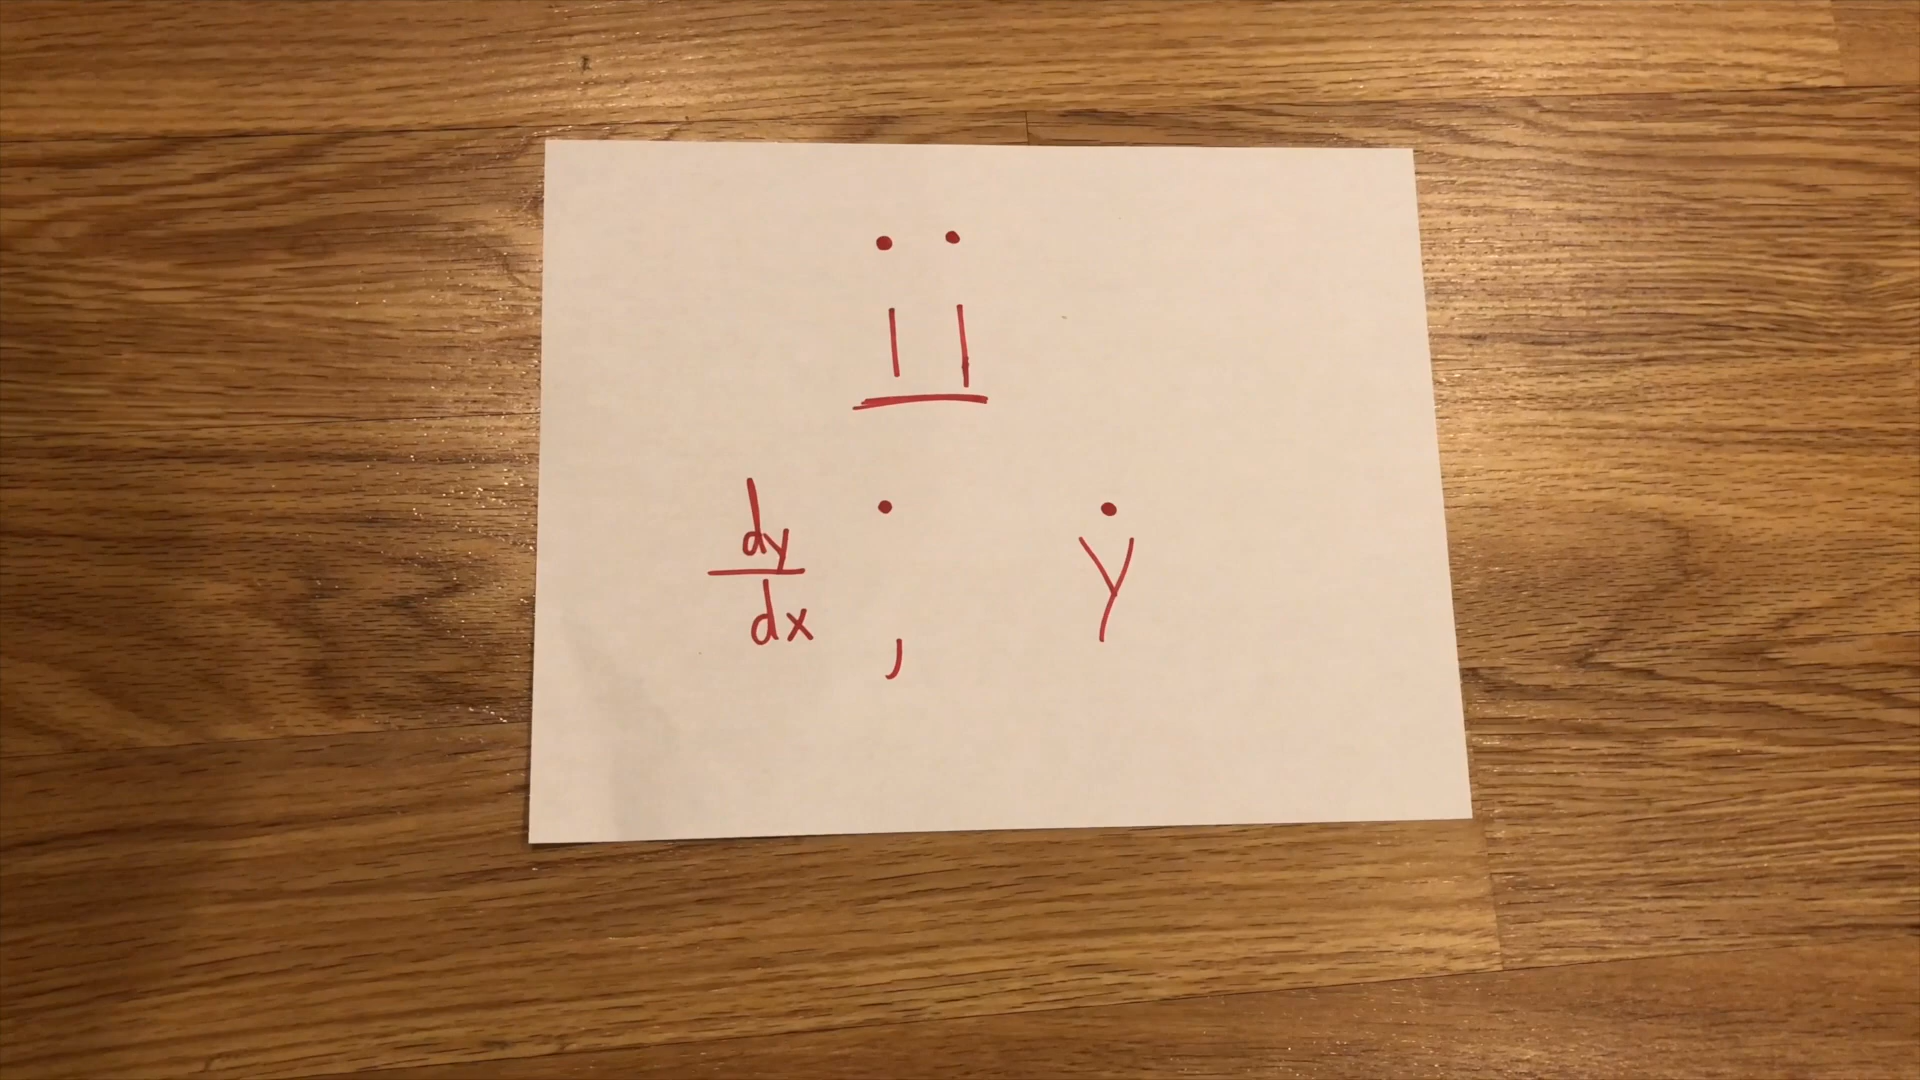 • •
| |
—
dy/dx ; ẏ